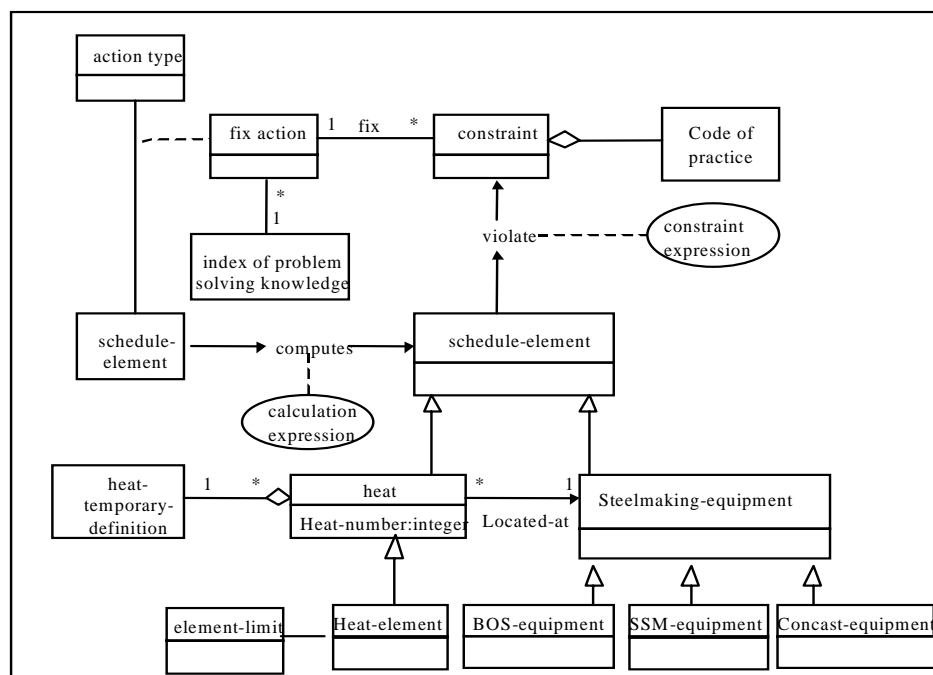 action type
fix action
1
fix
*
constraint
Code of
practice
*
1
index of problem
solving knowledge
violate
constraint
expression
schedule-
element
computes
schedule-element
calculation
expression
heat-
temporary-
definition
1
*
heat
Heat-number:integer
*
1
Located-at
Steelmaking-equipment
element-limit
Heat-element
BOS-equipment
SSM-equipment
Concast-equipment